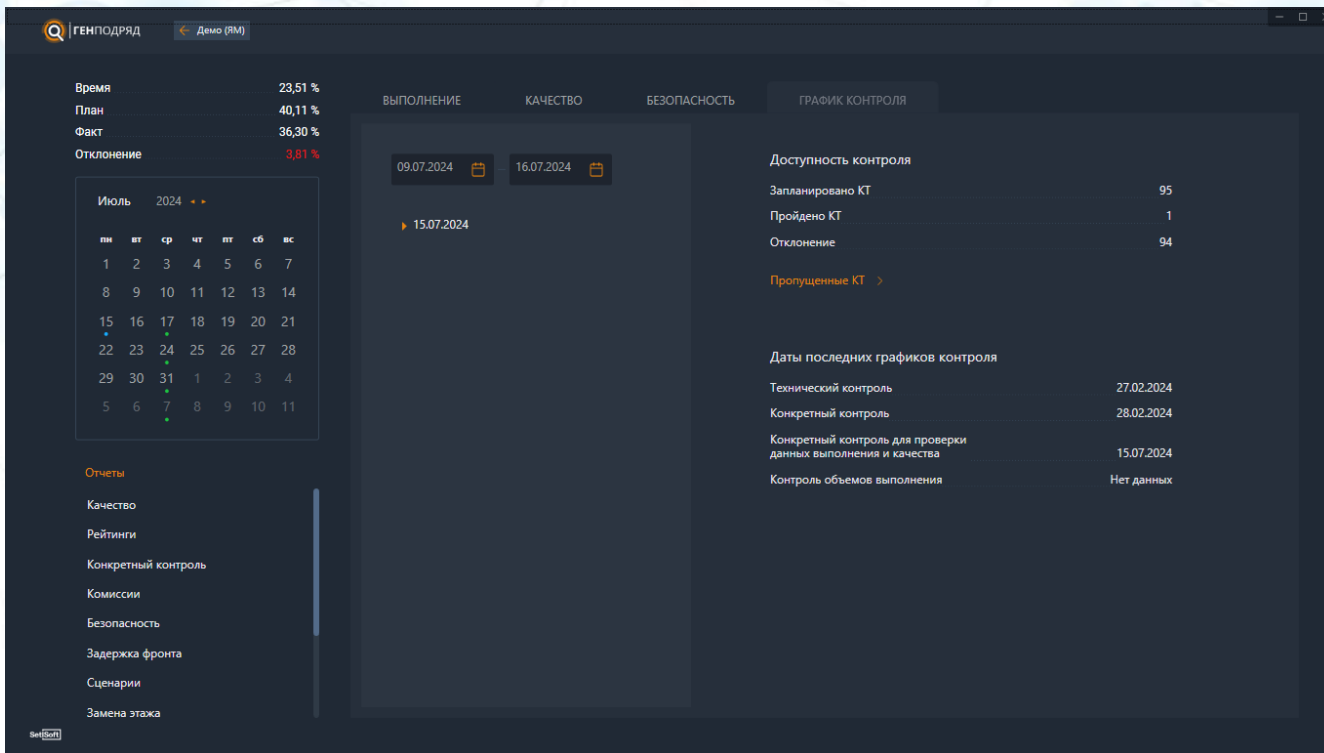 ГЕНПОДРЯД
Демо (ЯМ)
Время 23,51 %
План 40,11 %
Факт 36,30 %
Отклонение 3,81 %
Июль 2024
пн вт ср чт пт сб вс
1 2 3 4 5 6 7
8 9 10 11 12 13 14
15 16 17 18 19 20 21
22 23 24 25 26 27 28
29 30 31 1 2 3 4
5 6 7 8 9 10 11
Отчеты
Качество
Рейтинги
Конкретный контроль
Комиссии
Безопасность
Задержка фронта
Сценарии
Замена этажа
SetlSoft
ВЫПОЛНЕНИЕ КАЧЕСТВО БЕЗОПАСНОСТЬ ГРАФИК КОНТРОЛЯ
09.07.2024 – 16.07.2024
15.07.2024
Доступность контроля
Запланировано КТ 95
Пройдено КТ 1
Отклонение 94
Пропущенные КТ >
Даты последних графиков контроля
Технический контроль 27.02.2024
Конкретный контроль 28.02.2024
Конкретный контроль для проверки
данных выполнения и качества 15.07.2024
Контроль объемов выполнения Нет данных